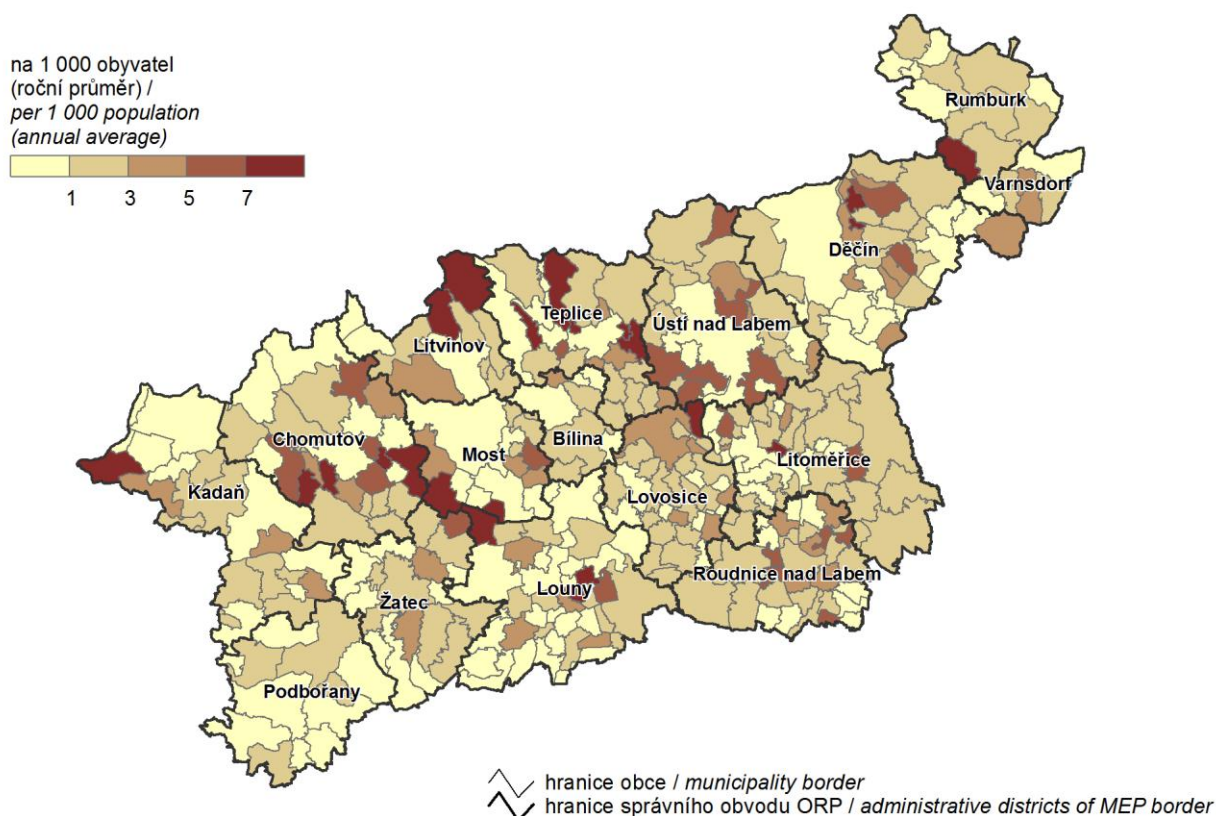 na 1 000 obyvatel
(roční průměr) /
per 1 000 population
(annual average)
1 3 5 7
Rumburk
Varnsdorf
Děčín
Teplice
Ústí nad Labem
Litvínov
Chomutov
Most
Bílina
Litoměřice
Kadaň
Lovosice
Roudnice nad Labem
Louny
Žatec
Podbořany
hranice obce / municipality border
hranice správního obvodu ORP / administrative districts of MEP border